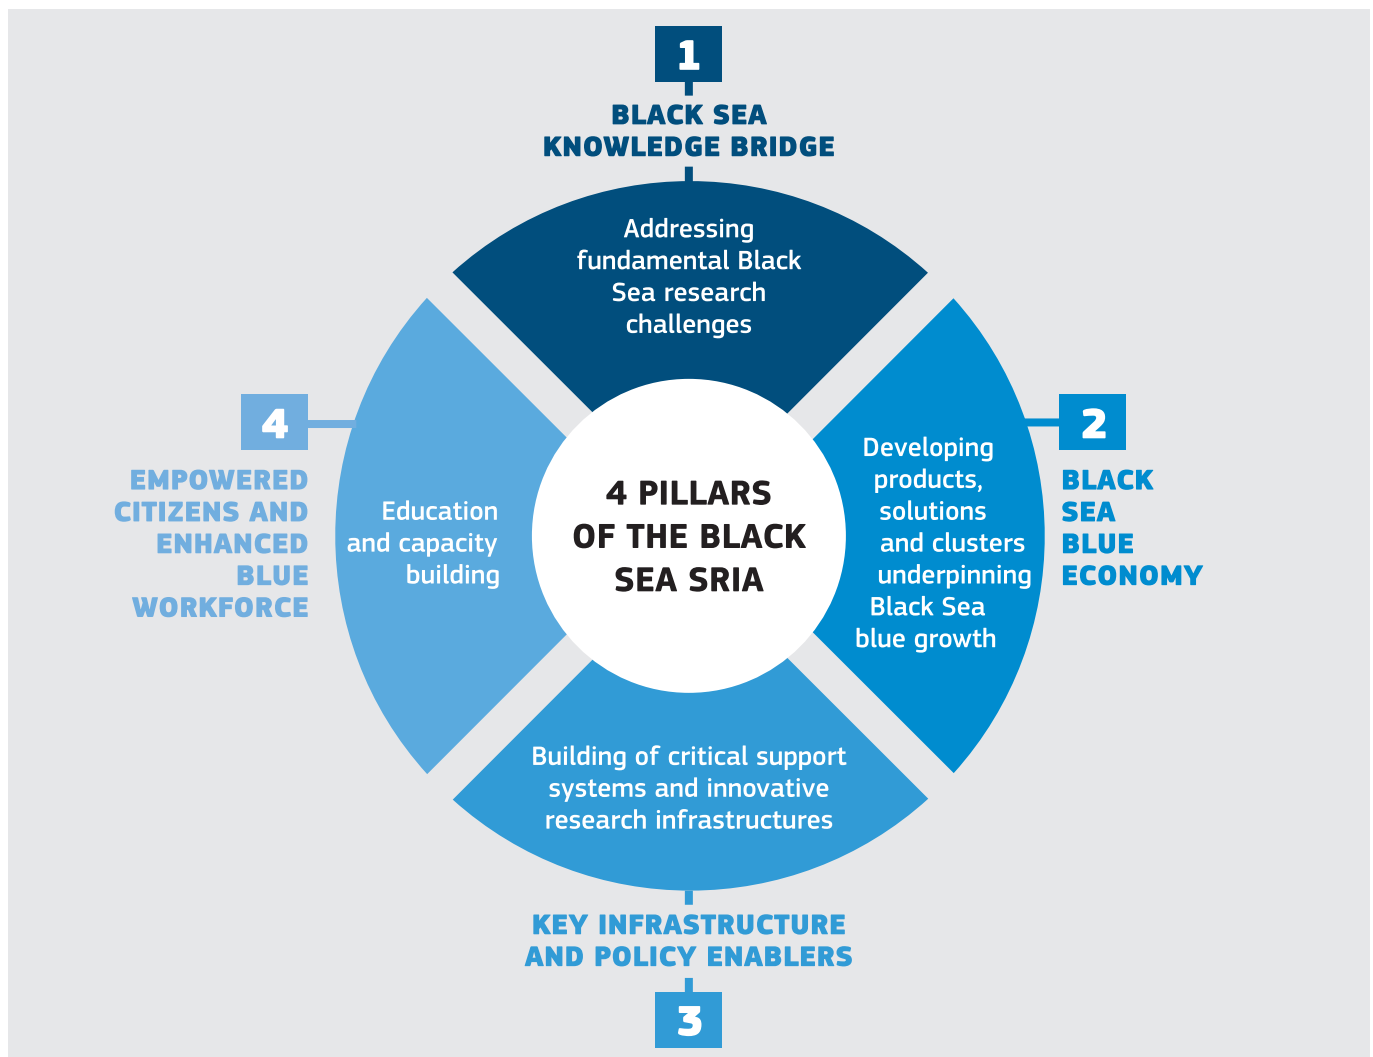 1
BLACK SEA
KNOWLEDGE BRIDGE
Addressing
fundamental Black
Sea research
challenges
2
BLACK
SEA
BLUE
ECONOMY
Developing
products,
solutions
and clusters
underpinning
Black Sea
blue growth
4 PILLARS
OF THE BLACK
SEA SRIA
4
EMPOWERED
CITIZENS AND
ENHANCED
BLUE
WORKFORCE
Education
and capacity
building
Building of critical support
systems and innovative
research infrastructures
KEY INFRASTRUCTURE
AND POLICY ENABLERS
3